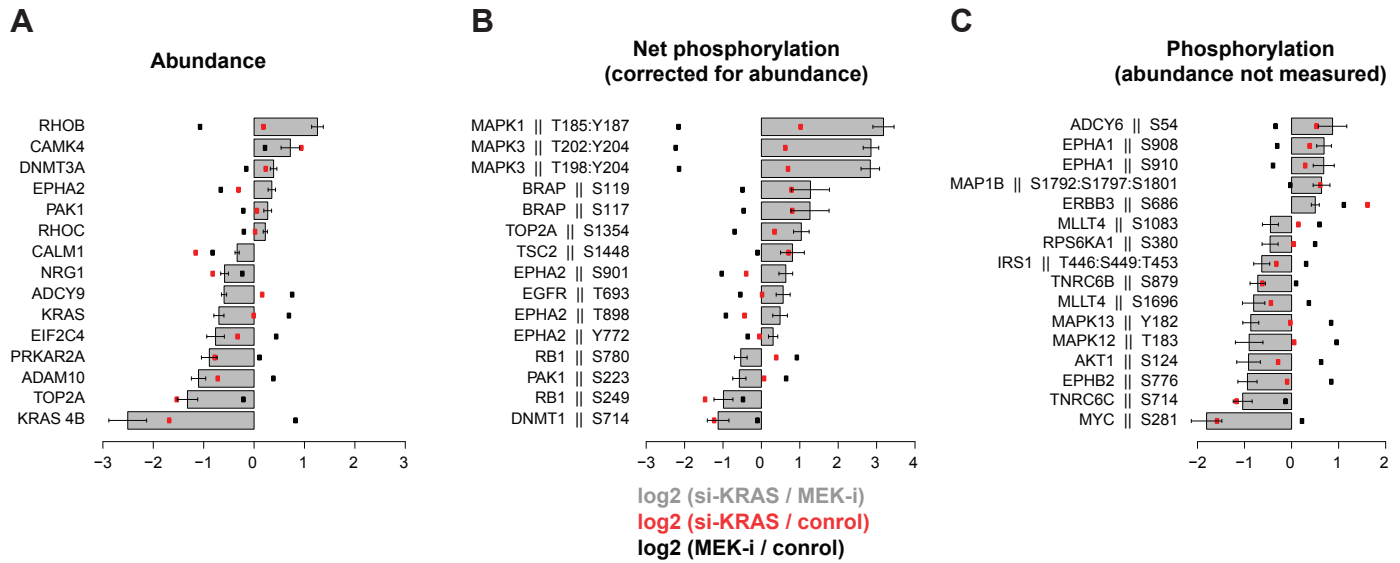 A
Abundance
RHOB
CAMK4
DNMT3A
EPHA2
PAK1
RHOC
CALM1
NRG1
ADCY9
KRAS
EIF2C4
PRKAR2A
ADAM10
TOP2A
KRAS 4B
−3 −2 −1 0 1 2 3
B
Net phosphorylation
(corrected for abundance)
MAPK1 || T185:Y187
MAPK3 || T202:Y204
MAPK3 || T198:Y204
BRAP || S119
BRAP || S117
TOP2A || S1354
TSC2 || S1448
EPHA2 || S901
EGFR || T693
EPHA2 || T898
EPHA2 || Y772
RB1 || S780
PAK1 || S223
RB1 || S249
DNMT1 || S714
−3 −2 −1 0 1 2 3 4
log2 (si-KRAS / MEK-i)
log2 (si-KRAS / conrol)
log2 (MEK-i / conrol)
C
Phosphorylation
(abundance not measured)
ADCY6 || S54
EPHA1 || S908
EPHA1 || S910
MAP1B || S1792:S1797:S1801
ERBB3 || S686
MLLT4 || S1083
RPS6KA1 || S380
IRS1 || T446:S449:T453
TNRC6B || S879
MLLT4 || S1696
MAPK13 || Y182
MAPK12 || T183
AKT1 || S124
EPHB2 || S776
TNRC6C || S714
MYC || S281
−2 −1 0 1 2